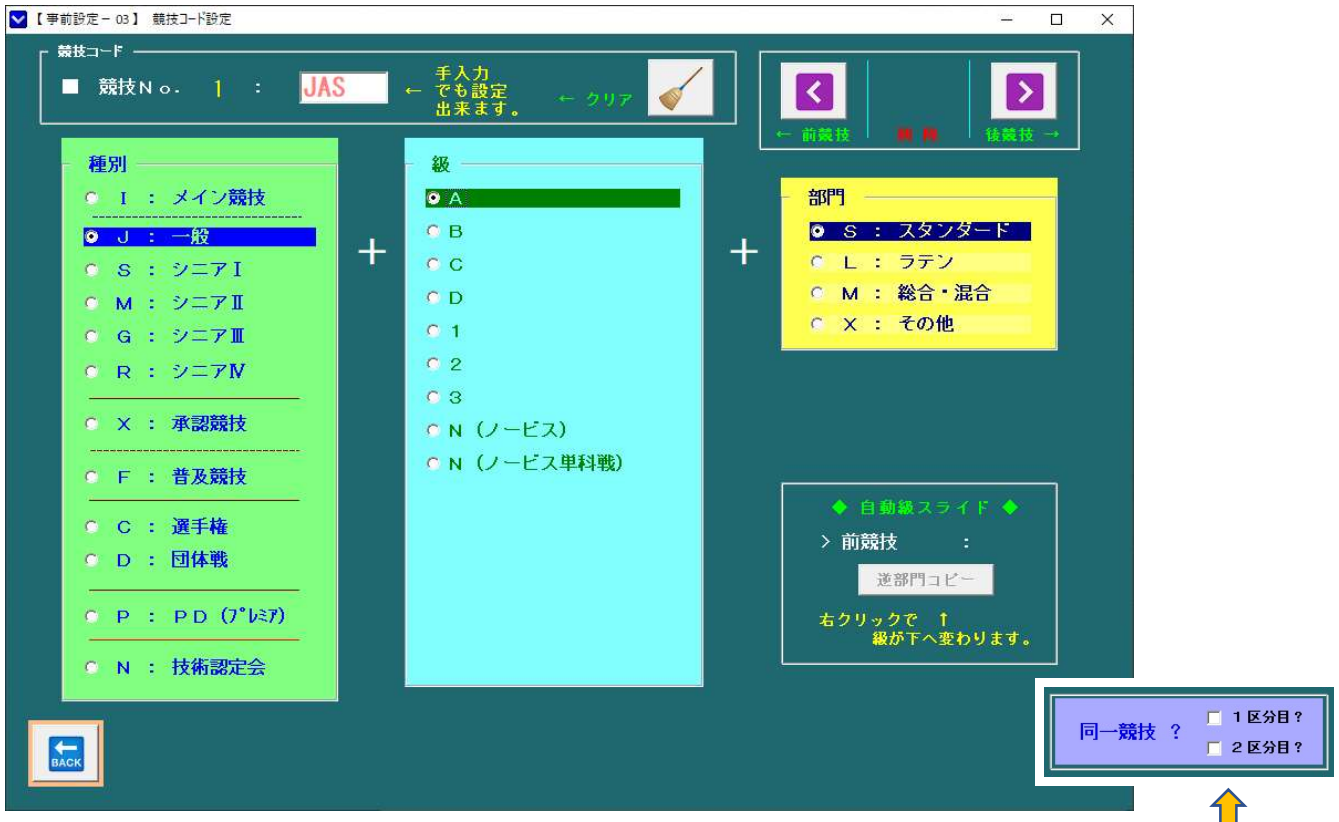 【 事前設定 − 03 】 競技コード設定
競技コード
■ 競技No. 1 : JAS
← 手入力
でも設定
出来ます。
← クリア
← 前競技
後競技 →
種別
I : メイン競技
J : 一般
S : シニアⅠ
M : シニアⅡ
G : シニアⅢ
R : シニアⅣ
X : 承認競技
F : 普及競技
C : 選手権
D : 団体戦
P : PD (プレミア)
N : 技術認定会
+
級
A
B
C
D
1
2
3
N (ノービス)
N (ノービス単科戦)
+
部門
S : スタンダード
L : ラテン
M : 総合・混合
X : その他
◆ 自動級スライド ◆
> 前競技 :
逆部門コピー
右クリックで ↑
級が下へ変わります。
BACK
同一競技 ?
1区分目?
2区分目?